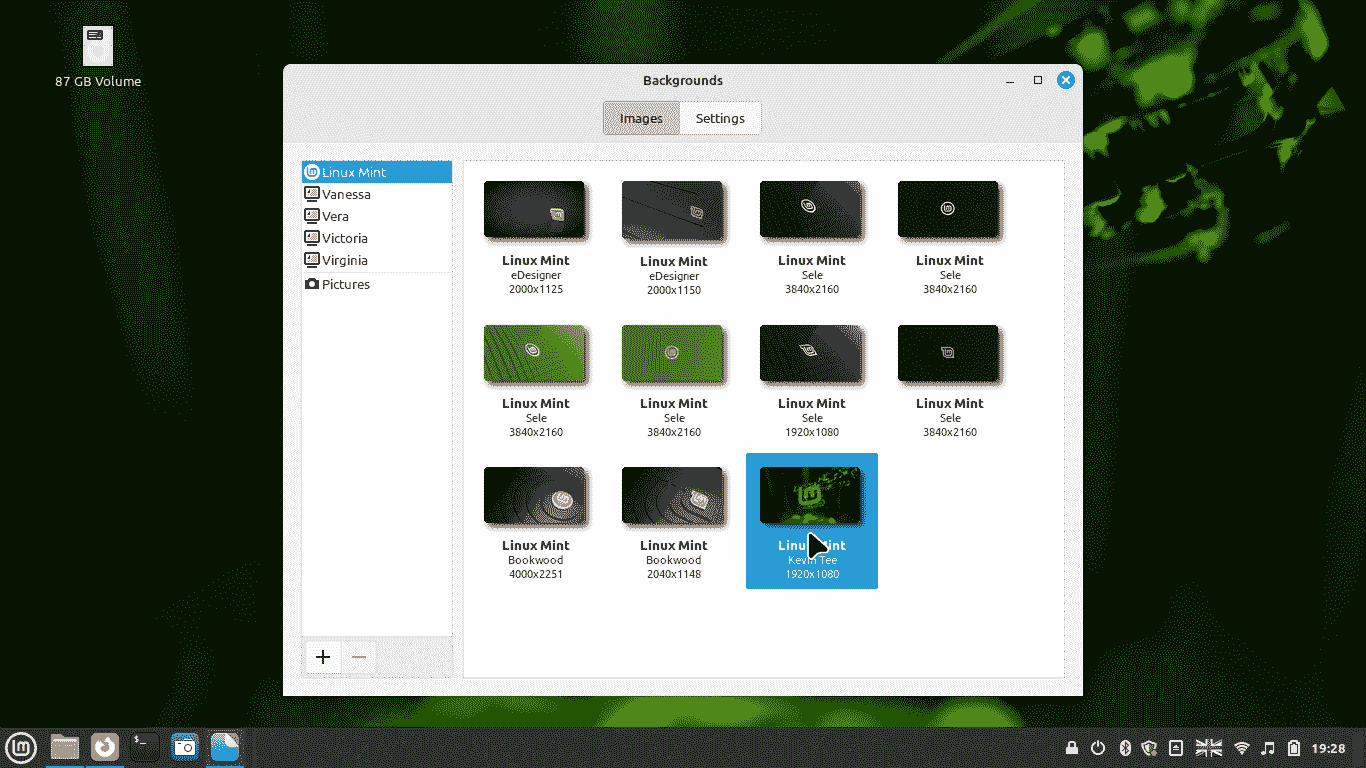 87 GB Volume
Backgrounds
Images
Settings
Linux Mint
Vanessa
Vera
Victoria
Virginia
Pictures
Linux Mint
eDesigner
2000x1125
Linux Mint
eDesigner
2000x1150
Linux Mint
Sele
3840x2160
Linux Mint
Sele
3840x2160
Linux Mint
Sele
3840x2160
Linux Mint
Sele
3840x2160
Linux Mint
Sele
1920x1080
Linux Mint
Sele
3840x2160
Linux Mint
Bookwood
4000x2251
Linux Mint
Bookwood
2040x1148
Linux Mint
Kevin Tee
1920x1080
19:28